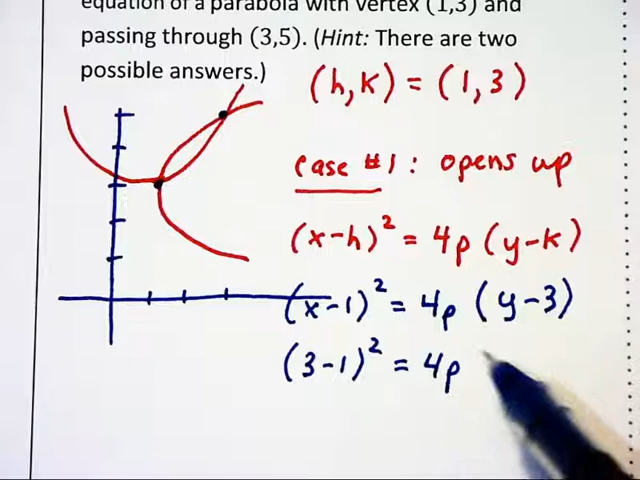 equation of a parabola with vertex (1,3) and
passing through (3,5). (Hint: There are two
possible answers.)
(h,K) = (1,3)
case #1: opens up
(x-h)² = 4p (y-k)
(x-1)² = 4p (y-3)
(3-1)² = 4p